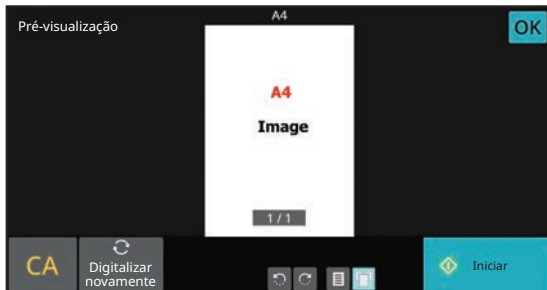 A4
Pré-visualização
OK
A4
Image
1 / 1
CA
Digitalizar
novamente
Iniciar